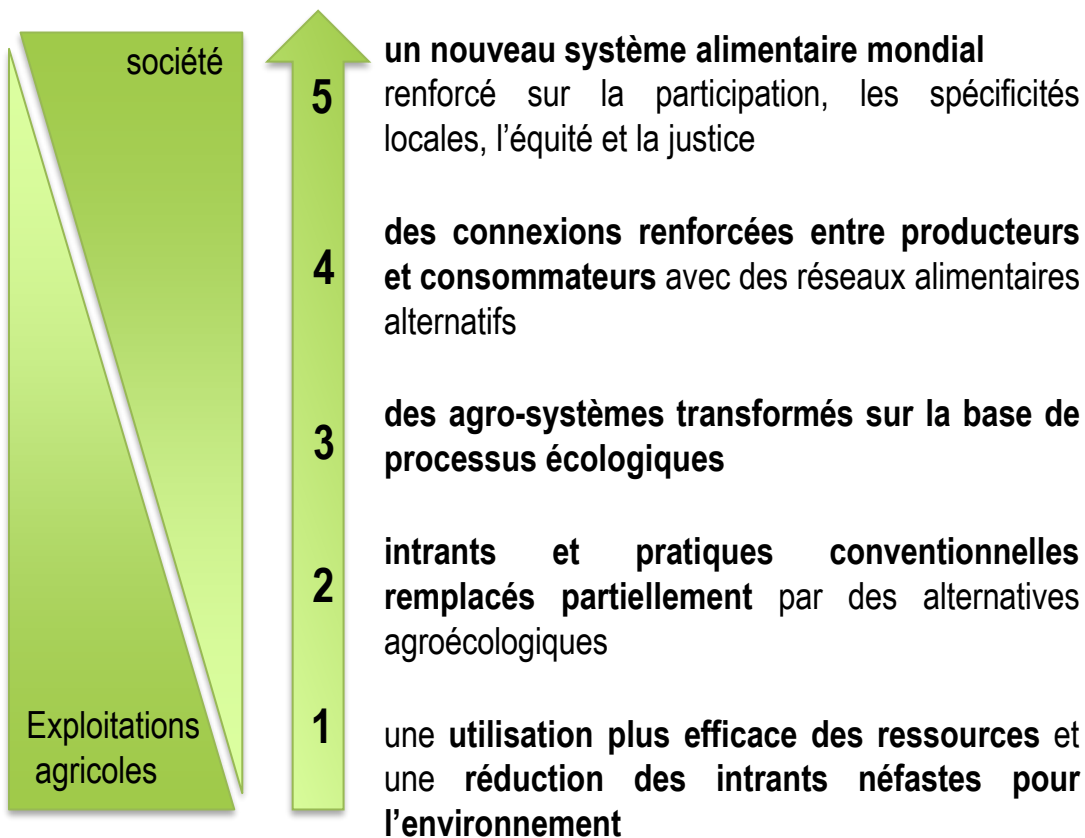 société
5
un nouveau système alimentaire mondial
renforcé sur la participation, les spécificités
locales, l’équité et la justice
4
des connexions renforcées entre producteurs
et consommateurs avec des réseaux alimentaires
alternatifs
3
des agro-systèmes transformés sur la base de
processus écologiques
2
intrants et pratiques conventionnelles
remplacés partiellement par des alternatives
agroécologiques
Exploitations
agricoles
1
une utilisation plus efficace des ressources et
une réduction des intrants néfastes pour
l’environnement